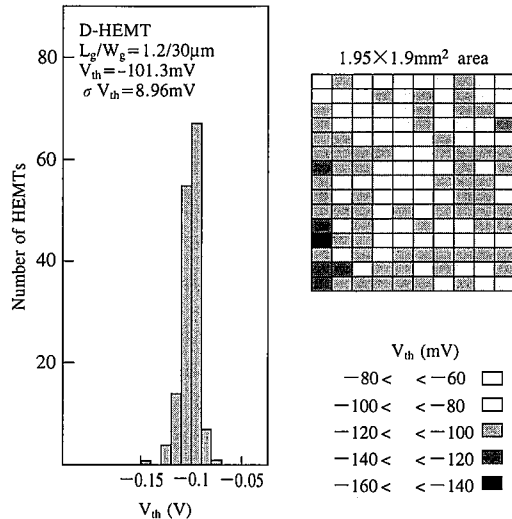 80
60
40
20
Number of HEMTs
D-HEMT
Lg/Wg=1.2/30μm
Vth=-101.3mV
σ Vth=8.96mV
-0.15 -0.1 -0.05
Vth (V)
1.95×1.9mm² area
Vth (mV)
-80< <-60
-100< <-80
-120< <-100
-140< <-120
-160< <-140